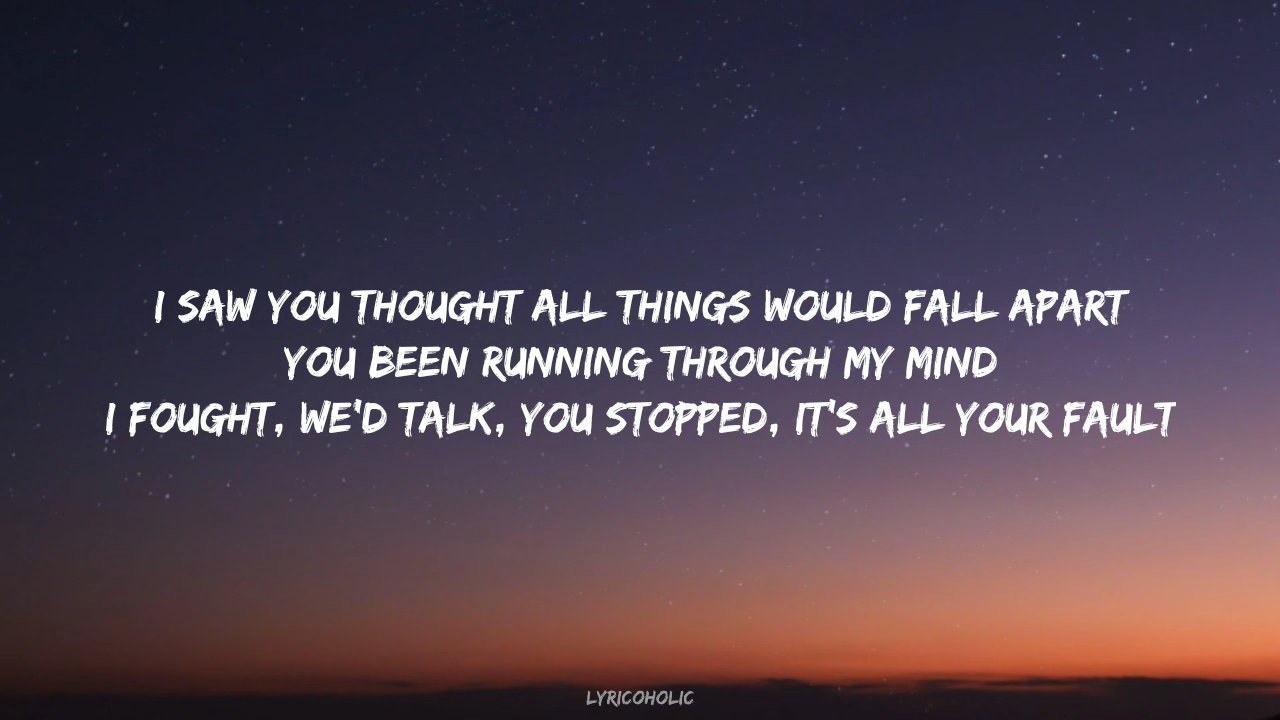 I SAW YOU THOUGHT ALL THINGS WOULD FALL APART
YOU BEEN RUNNING THROUGH MY MIND
I FOUGHT, WE'D TALK, YOU STOPPED, IT'S ALL YOUR FAULT
LYRICOHOLIC